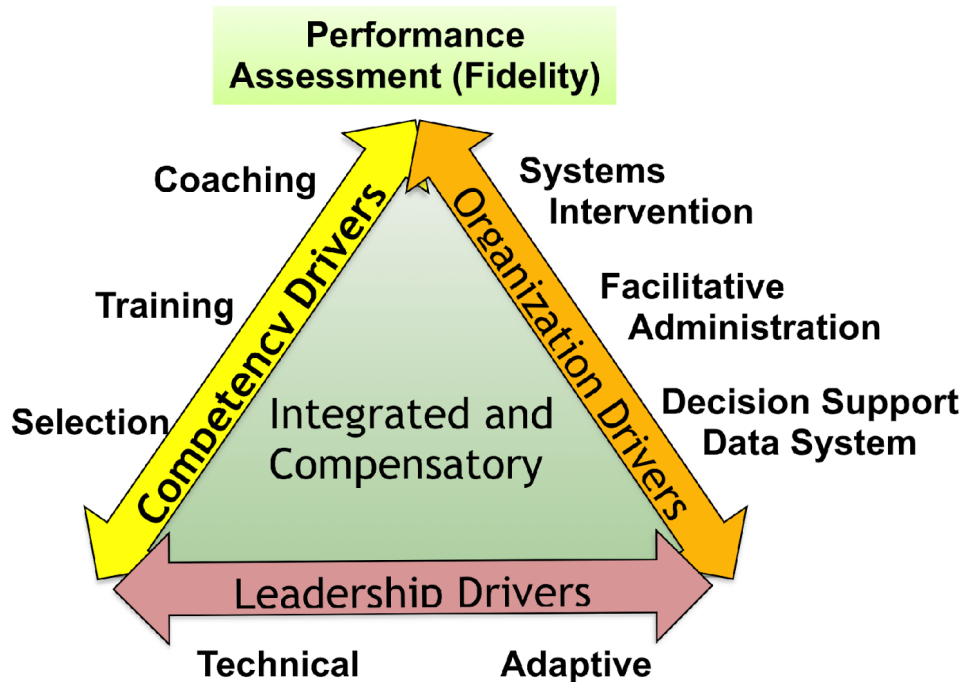 Performance
Assessment (Fidelity)
Coaching
Training
Selection
Competency Drivers
Systems
Intervention
Facilitative
Administration
Decision Support
Data System
Organization Drivers
Integrated and
Compensatory
Leadership Drivers
Technical
Adaptive